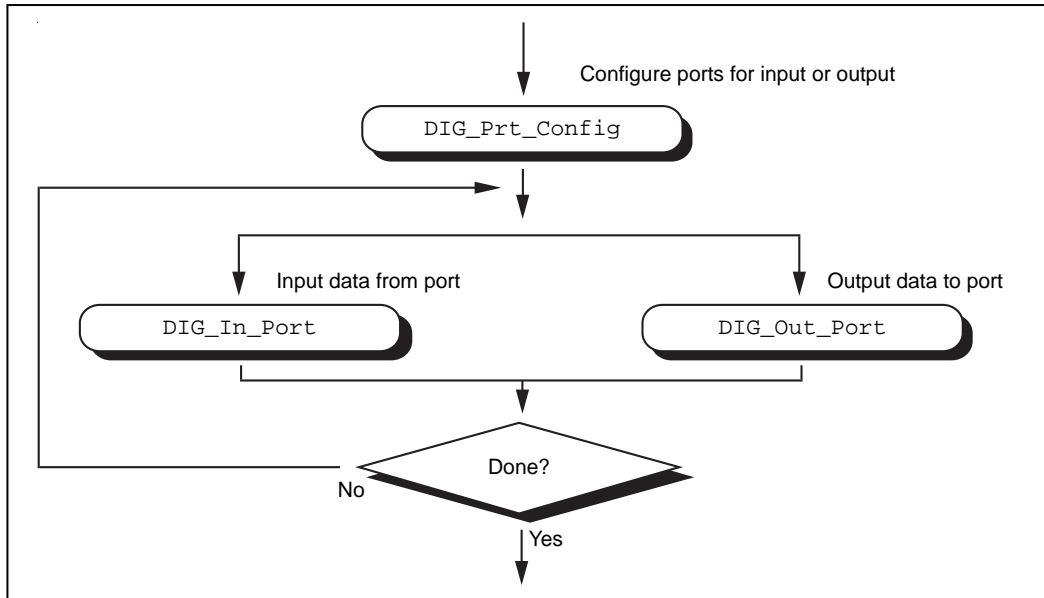 Configure ports for input or output
DIG_Prt_Config
Input data from port
Output data to port
DIG_In_Port
DIG_Out_Port
Done?
No
Yes